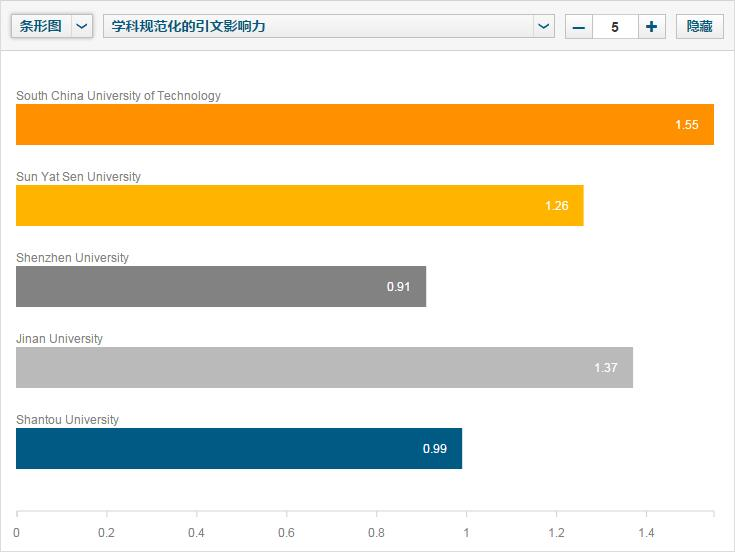 条形图 学科规范化的引文影响力 5 隐藏
South China University of Technology
1.55
Sun Yat Sen University
1.26
Shenzhen University
0.91
Jinan University
1.37
Shantou University
0.99
0 0.2 0.4 0.6 0.8 1 1.2 1.4